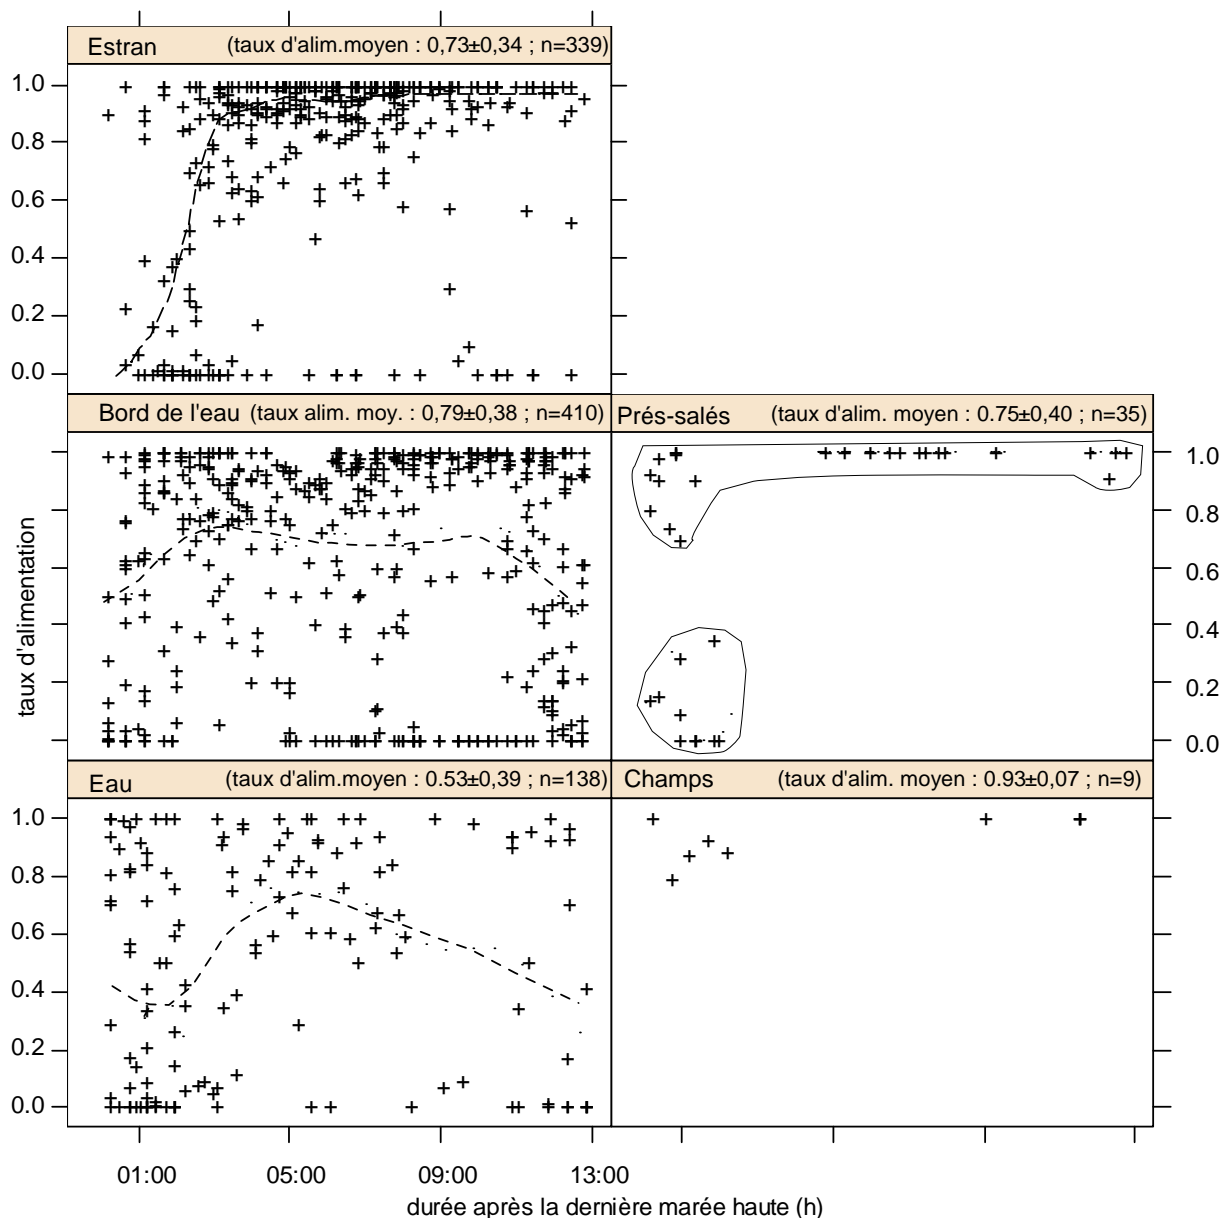 Estran (taux d'alim.moyen : 0,73±0,34 ; n=339)
1.0
0.8
0.6
0.4
0.2
0.0
Bord de l'eau (taux alim. moy. : 0,79±0,38 ; n=410)
Prés-salés (taux d'alim. moyen : 0.75±0,40 ; n=35)
1.0
0.8
0.6
0.4
0.2
0.0
taux d'alimentation
Eau (taux d'alim.moyen : 0.53±0,39 ; n=138)
Champs (taux d'alim. moyen : 0.93±0,07 ; n=9)
1.0
0.8
0.6
0.4
0.2
0.0
01:00 05:00 09:00 13:00
durée après la dernière marée haute (h)